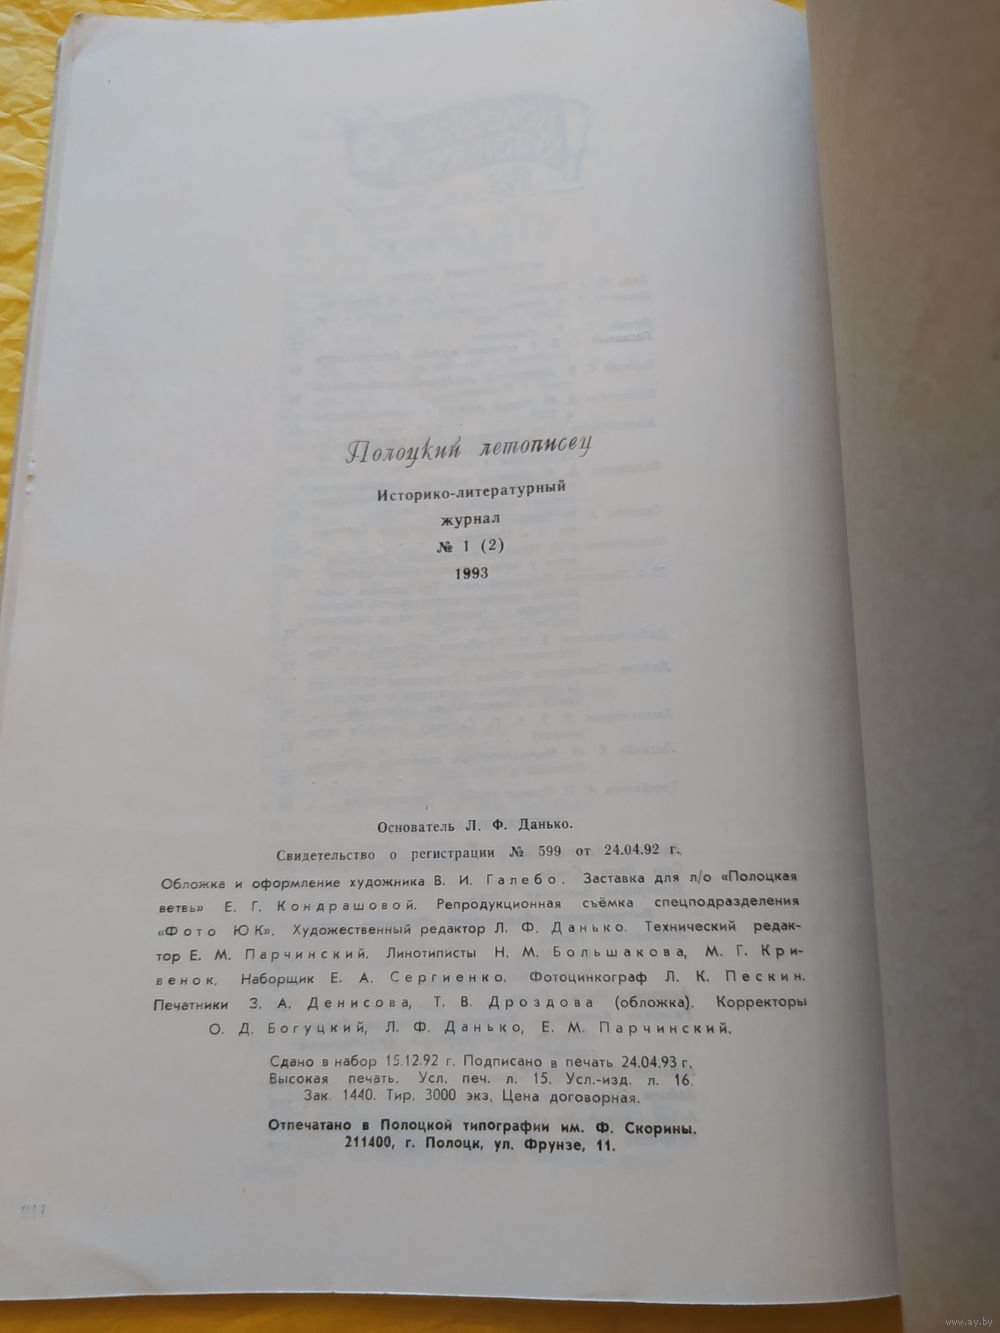 Полоцкий летописец
Историко-литературный
журнал
№ 1 (2)
1993
Основатель Л. Ф. Данько.
Свидетельство о регистрации № 599 от 24.04.92 г.
Обложка и оформление художника В. И. Галебо. Заставка для л/о «Полоцкая
ветвь» Е. Г. Кондрашовой. Репродукционная съёмка спецподразделения
«Фото ЮК». Художественный редактор Л. Ф. Данько. Технический редак-
тор Е. М. Парчинский. Линотиписты Н. М. Большакова, М. Г. Кри-
венок. Наборщик Е. А. Сергиенко. Фотоцинкограф Л. К. Пескин.
Печатники З. А. Денисова, Т. В. Дроздова (обложка). Корректоры
О. Д. Богуцкий, Л. Ф. Данько, Е. М. Парчинский.
Сдано в набор 15.12.92 г. Подписано в печать 24.04.93 г.
Высокая печать. Усл. печ. л. 15. Усл.-изд. л. 16.
Зак. 1440. Тир. 3000 экз. Цена договорная.
Отпечатано в Полоцкой типографии им. Ф. Скорины.
211400, г. Полоцк, ул. Фрунзе, 11.
www.ay.by